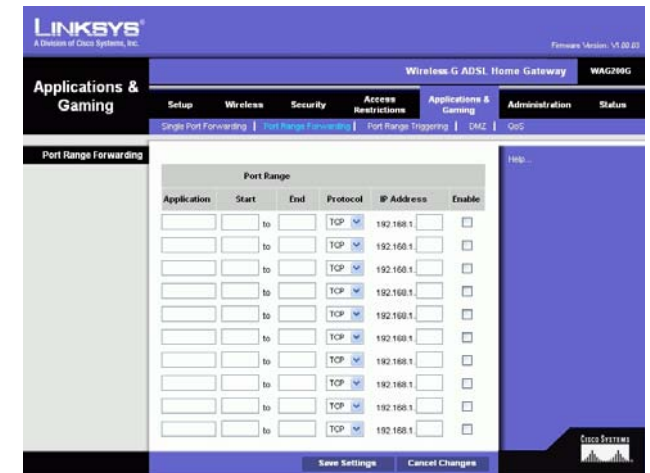 LINKSYS®
A Division of Cisco Systems, Inc.
Firmware Version: V1.00.03
Wireless-G ADSL Home Gateway WAG200G
Applications & Gaming
Setup Wireless Security Access Restrictions Applications & Gaming Administration Status
Single Port Forwarding | Port Range Forwarding | Port Range Triggering | DMZ | QoS
Port Range Forwarding
Help...
Port Range
Application Start End Protocol IP Address Enable
to TCP 192.168.1.
to TCP 192.168.1.
to TCP 192.168.1.
to TCP 192.168.1.
to TCP 192.168.1.
to TCP 192.168.1.
to TCP 192.168.1.
to TCP 192.168.1.
to TCP 192.168.1.
to TCP 192.168.1.
Save Settings Cancel Changes
CISCO SYSTEMS